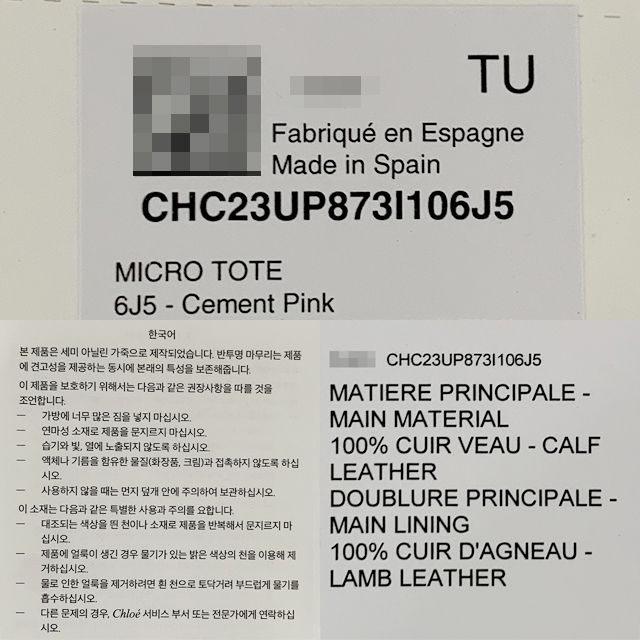 TU
Fabriqué en Espagne
Made in Spain
CHC23UP873I106J5
MICRO TOTE
6J5 - Cement Pink
한국어
본 제품은 세미 아닐린 가죽으로 제작되었습니다. 반투명 마무리는 제품
에 견고성을 제공하는 동시에 본래의 특성을 보존해줍니다.
이 제품을 보호하기 위해서는 다음과 같은 권장사항을 따를 것을
조언합니다.
— 가방에 너무 많은 짐을 넣지 마십시오.
— 연마성 소재로 제품을 문지르지 마십시오.
— 습기와 빛, 열에 노출되지 않도록 하십시오.
— 액체나 기름을 함유한 물질(화장품, 크림)과 접촉하지 않도록 하십
시오.
— 사용하지 않을 때는 먼지 덮개 안에 주의하여 보관하십시오.
이 소재는 다음과 같은 특별한 사용과 주의를 요합니다.
— 대조되는 색상을 띈 천이나 소재로 제품을 반복해서 문지르지 마
십시오.
— 제품에 얼룩이 생긴 경우 물기가 있는 밝은 색상의 천을 이용해 제
거하십시오.
— 물로 인한 얼룩을 제거하려면 흰 천으로 토닥거려 부드럽게 물기를
흡수하십시오.
— 다른 문제의 경우, Chloé 서비스 부서 또는 전문가에게 연락하십
시오.
CHC23UP873I106J5
MATIERE PRINCIPALE -
MAIN MATERIAL
100% CUIR VEAU - CALF
LEATHER
DOUBLURE PRINCIPALE -
MAIN LINING
100% CUIR D'AGNEAU -
LAMB LEATHER